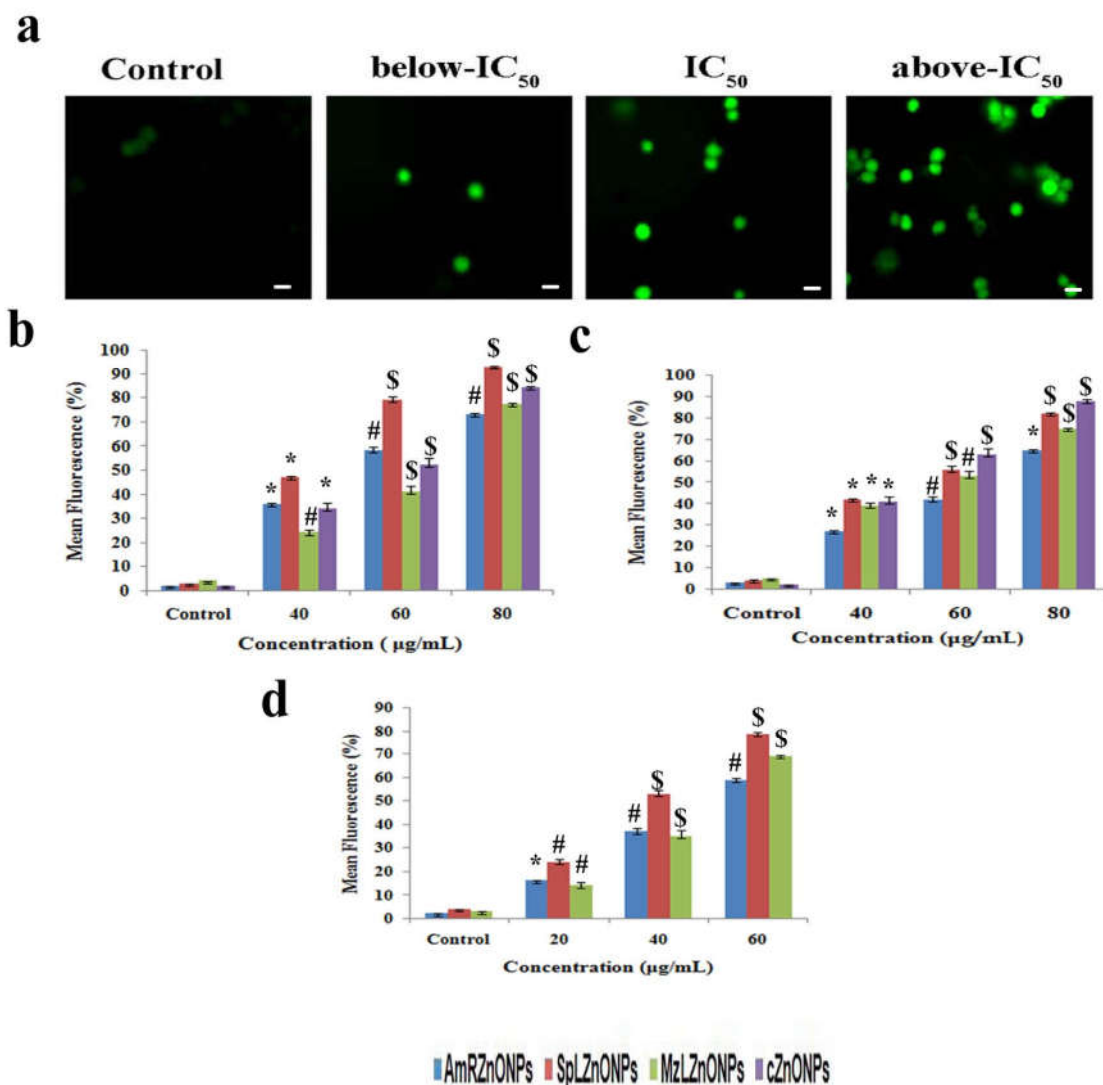 a
Control below-IC50 IC50 above-IC50
b
Mean Fluorescence (%)
100
90
80
70
60
50
40
30
20
10
0
* * # *
# $ $ $
# $ $ $
Control 40 60 80
Concentration ( µg/mL)
c
Mean Fluorescence (%)
100
90
80
70
60
50
40
30
20
10
0
* * * *
# $ # $
* $ $ $
Control 40 60 80
Concentration (µg/mL)
d
Mean Fluorescence (%)
90
80
70
60
50
40
30
20
10
0
* # #
# $ $
# $ $
Control 20 40 60
Concentration (µg/mL)
AmRZnONPs SpLZnONPs MzLZnONPs cZnONPs